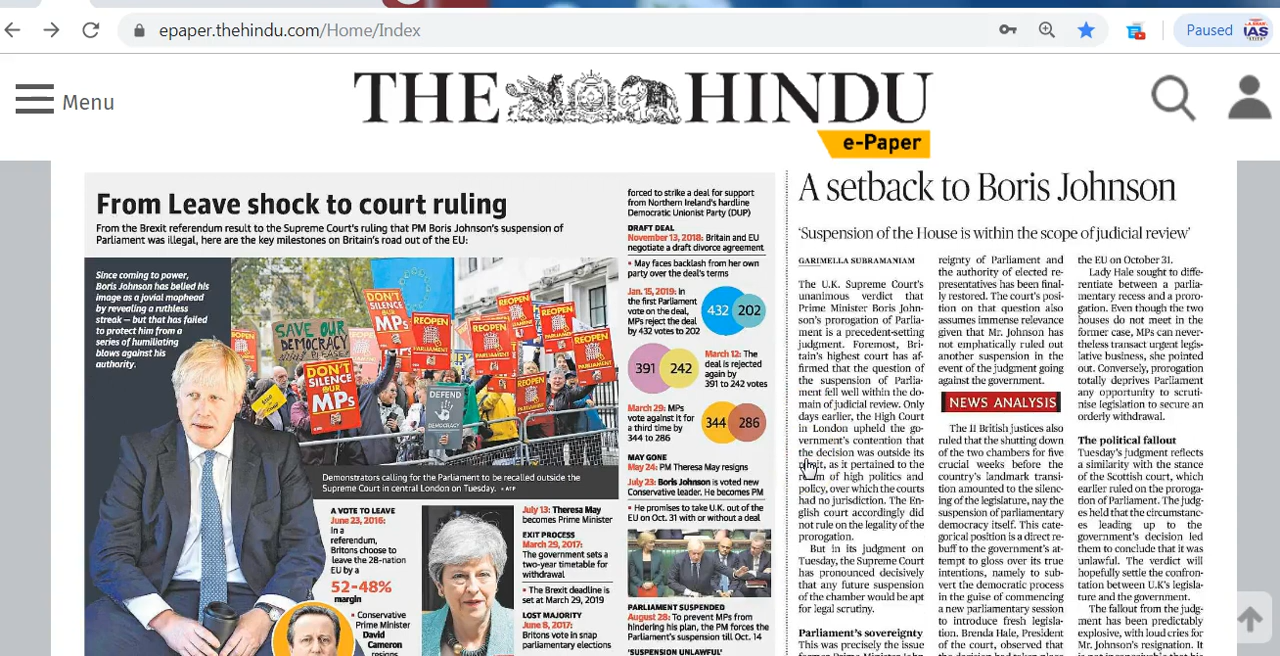 epaper.thehindu.com/Home/Index
Paused
IAS
Menu
THE HINDU
e-Paper
From Leave shock to court ruling
From the Brexit referendum result to the Supreme Court's ruling that PM Boris Johnson's suspension of
Parliament was illegal, here are the key milestones on Britain's road out of the EU:
Since coming to power,
Boris Johnson has belied his
image as a jovial mophead
by revealing a ruthless
streak — but that has failed
to protect him from a
series of humiliating
blows against his
authority.
SAVE OUR
DEMOCRACY
DON'T
SILENCE
OUR
MPs
DON'T
SILENCE
OUR
MPs
REOPEN
PARLIAMENT
REOPEN
PARLIAMENT
REOPEN
REOPEN
REOPEN
REOPEN
DEFEND
DEMOCRACY
Demonstrators calling for the Parliament to be recalled outside the
Supreme Court in central London on Tuesday. • AFP
A VOTE TO LEAVE
June 23, 2016:
In a
referendum,
Britons choose to
leave the 28-nation
EU by a
52-48%
margin
• Conservative
Prime Minister
David
Cameron
resigns
July 13: Theresa May
becomes Prime Minister
EXIT PROCESS
March 29, 2017:
The government sets a
two-year timetable for
withdrawal
• The Brexit deadline is
set at March 29, 2019
LOST MAJORITY
June 8, 2017:
Britons vote in snap
parliamentary elections
forced to strike a deal for support
from Northern Ireland's hardline
Democratic Unionist Party (DUP)
DRAFT DEAL
November 13, 2018: Britain and EU
negotiate a draft divorce agreement
• May faces backlash from her own
party over the deal's terms
Jan. 15, 2019: In
the first Parliament
vote on the deal,
MPs reject the deal
by 432 votes to 202
432 202
391 242
March 12: The
deal is rejected
again by
391 to 242 votes
March 29: MPs
vote against it for
a third time by
344 to 286
344 286
MAY GONE
May 24: PM Theresa May resigns
July 23: Boris Johnson is voted new
Conservative leader. He becomes PM
• He promises to take U.K. out of the
EU on Oct. 31 with or without a deal
PARLIAMENT SUSPENDED
August 28: To prevent MPs from
hindering his plan, the PM forces the
Parliament's suspension till Oct. 14
'SUSPENSION UNLAWFUL'
A setback to Boris Johnson
'Suspension of the House is within the scope of judicial review'
GARIMELLA SUBRAMANIAM
The U.K. Supreme Court's
unanimous verdict that
Prime Minister Boris John-
son's prorogation of Parlia-
ment is a precedent-setting
judgment. Foremost, Bri-
tain's highest court has af-
firmed that the question of
the suspension of Parlia-
ment fell well within the do-
main of judicial review. Only
days earlier, the High Court
in London upheld the go-
vernment's contention that
the decision was outside its
as it pertained to the
of high politics and
policy, over which the courts
had no jurisdiction. The En-
glish court accordingly did
not rule on the legality of the
prorogation.
But in its judgment on
Tuesday, the Supreme Court
has pronounced decisively
that any future suspension
of the chamber would be apt
for legal scrutiny.
Parliament's sovereignty
This was precisely the issue
former Prime Minister John
reignty of Parliament and
the authority of elected re-
presentatives has been final-
ly restored. The court's posi-
tion on that question also
assumes immense relevance
given that Mr. Johnson has
not emphatically ruled out
another suspension in the
event of the judgment going
against the government.
NEWS ANALYSIS
The 11 British justices also
ruled that the shutting down
of the two chambers for five
crucial weeks before the
country's landmark transi-
tion amounted to the silenc-
ing of the legislature, nay the
suspension of parliamentary
democracy itself. This cate-
gorical position is a direct re-
buff to the government's at-
tempt to gloss over its true
intentions, namely to sub-
vert the democratic process
in the guise of commencing
a new parliamentary session
to introduce fresh legisla-
tion. Brenda Hale, President
of the court, observed that
the decision had taken place
the EU on October 31.
Lady Hale sought to diffe-
rentiate between a parlia-
mentary recess and a proro-
gation. Even though the two
houses do not meet in the
former case, MPs can never-
theless transact urgent legis-
lative business, she pointed
out. Conversely, prorogation
totally deprives Parliament
any opportunity to scruti-
nise legislation to secure an
orderly withdrawal.
The political fallout
Tuesday's judgment reflects
a similarity with the stance
of the Scottish court, which
earlier ruled on the proroga-
tion of Parliament. The judg-
es held that the circumstanc-
es leading up to the
government's decision led
them to conclude that it was
unlawful. The verdict will
hopefully settle the confron-
tation between U.K's legisla-
ture and the government.
The fallout from the judg-
ment has been predictably
explosive, with loud cries for
Mr. Johnson's resignation. It